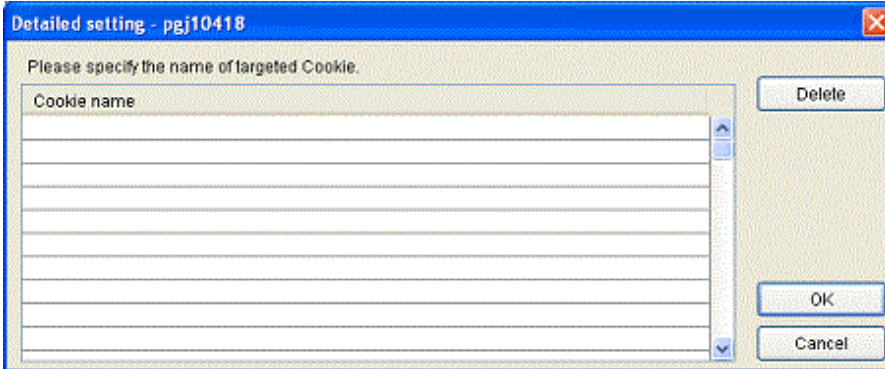 Detailed setting - pgj10418
Please specify the name of targeted Cookie.
Cookie name
Delete
OK
Cancel